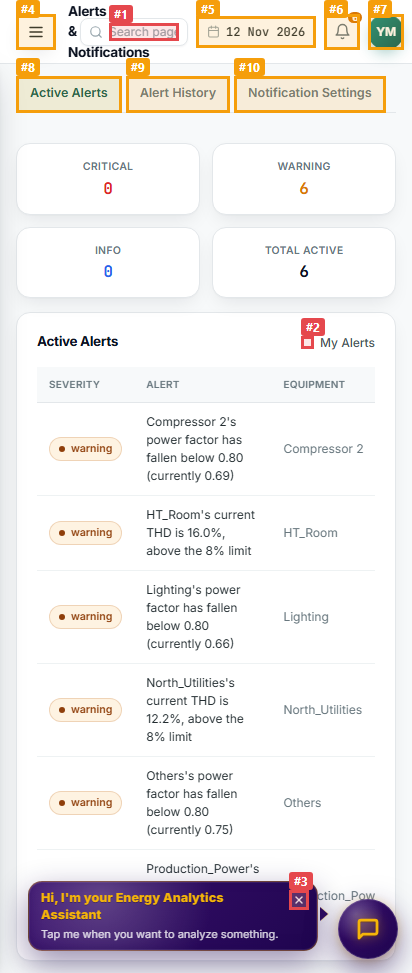 #4
Alerts
& 
Notifications
#1
Search page
#5
12 Nov 2026
#6
#7
YM
#8
Active Alerts
#9
Alert History
#10
Notification Settings
CRITICAL
0
WARNING
6
INFO
0
TOTAL ACTIVE
6
Active Alerts
#2
My Alerts
SEVERITY ALERT EQUIPMENT
warning
Compressor 2's
power factor has
fallen below 0.80
(currently 0.69)
Compressor 2
warning
HT_Room's current
THD is 16.0%,
above the 8% limit
HT_Room
warning
Lighting's power
factor has fallen
below 0.80
(currently 0.66)
Lighting
warning
North_Utilities's
current THD is
12.2%, above the
8% limit
North_Utilities
warning
Others's power
factor has fallen
below 0.80
(currently 0.75)
Others
Production_Power's
ction_Pow
#3
Hi, I'm your Energy Analytics
Assistant
Tap me when you want to analyze something.